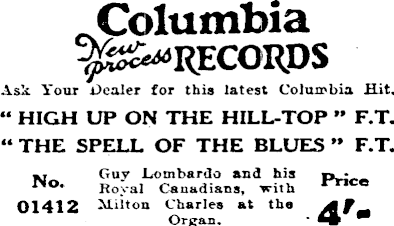 Columbia
New process RECORDS
Ask Your Dealer for this latest Columbia Hit.
“ HIGH UP ON THE HILL-TOP ” F.T.
“ THE SPELL OF THE BLUES ” F.T.
No. 01412
Guy Lombardo and his
Royal Canadians, with
Milton Charles at the
Organ.
Price 4/-